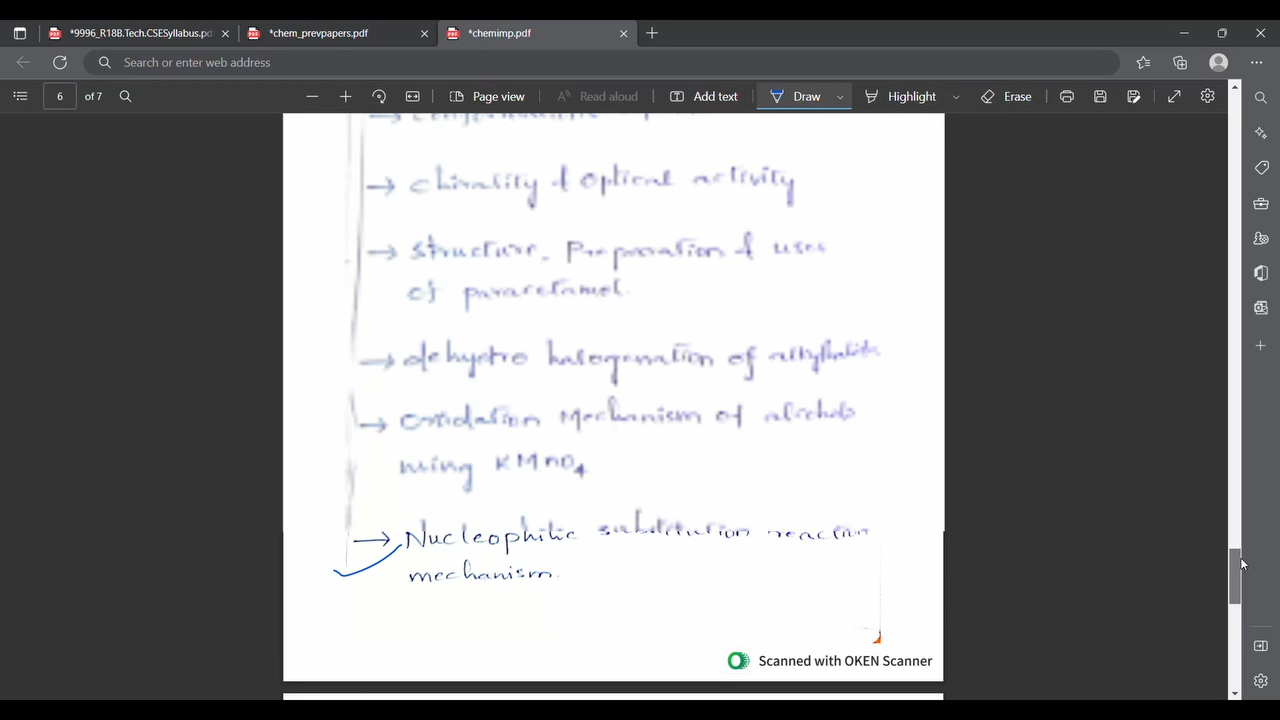 *9996_R18B.Tech.CSESyllabus.pd
*chem_prevpapers.pdf
*chemimp.pdf
Search or enter web address
6 of 7
Page view
Read aloud
Add text
Draw
Highlight
Erase
→ chirality & optical activity
→ structure. Preparation & uses
of paracetamol.
→ dehydro halogenation of alkylhalide
→ Oxidation Mechanism of alcohols
using KMnO4
→ Nucleophilic substitution reaction
mechanism.
Scanned with OKEN Scanner